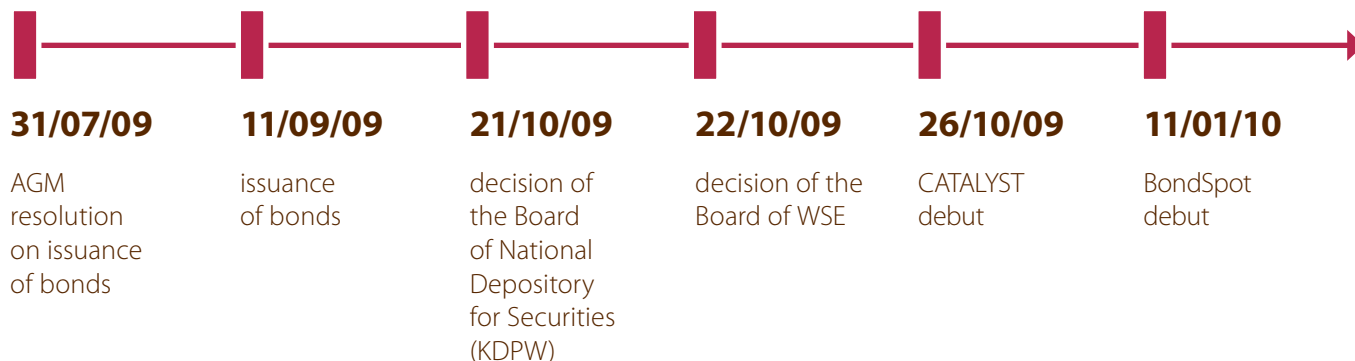 31/07/09
AGM
resolution
on issuance
of bonds
11/09/09
issuance
of bonds
21/10/09
decision of
the Board
of National
Depository
for Securities
(KDPW)
22/10/09
decision of the
Board of WSE
26/10/09
CATALYST
debut
11/01/10
BondSpot
debut